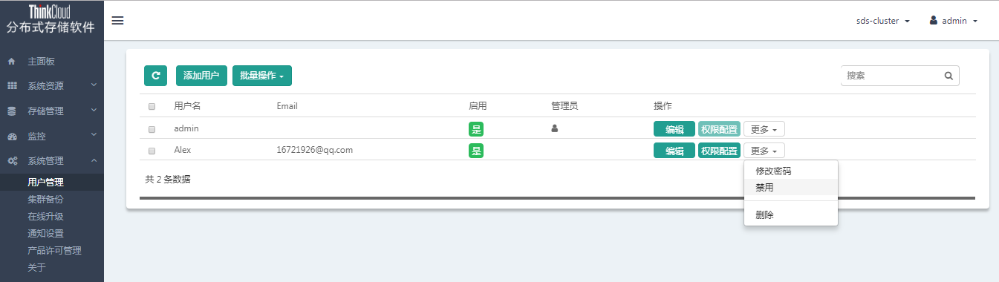 ThinkCloud
分布式存储软件
sds-cluster
admin
主面板
系统资源
存储管理
监控
系统管理
用户管理
集群备份
在线升级
通知设置
产品许可管理
关于
添加用户 批量操作
搜索
用户名 Email 启用 管理员 操作
admin 是 编辑 权限配置 更多
Alex 16721926@qq.com 是 编辑 权限配置 更多
修改密码
禁用
删除
共 2 条数据